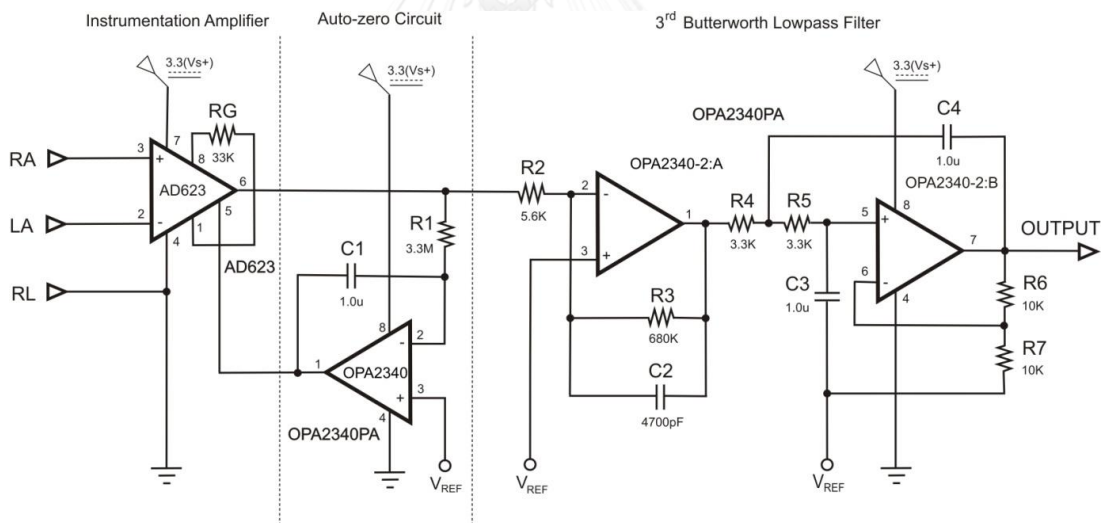 Instrumentation Amplifier
Auto-zero Circuit
3rd Butterworth Lowpass Filter
3.3(Vs+)
3.3(Vs+)
3.3(Vs+)
RG
33K
7
8
3
+
RA
AD623
6
5
2
-
LA
1
4
AD623
RL
R1
3.3M
C1
1.0u
8
2
-
1
OPA2340
3
+
4
OPA2340PA
VREF
R2
5.6K
OPA2340-2:A
2
-
1
3
+
VREF
R3
680K
C2
4700pF
OPA2340PA
R4
3.3K
R5
3.3K
C4
1.0u
OPA2340-2:B
8
5
+
7
OUTPUT
6
-
4
C3
1.0u
R6
10K
R7
10K
VREF